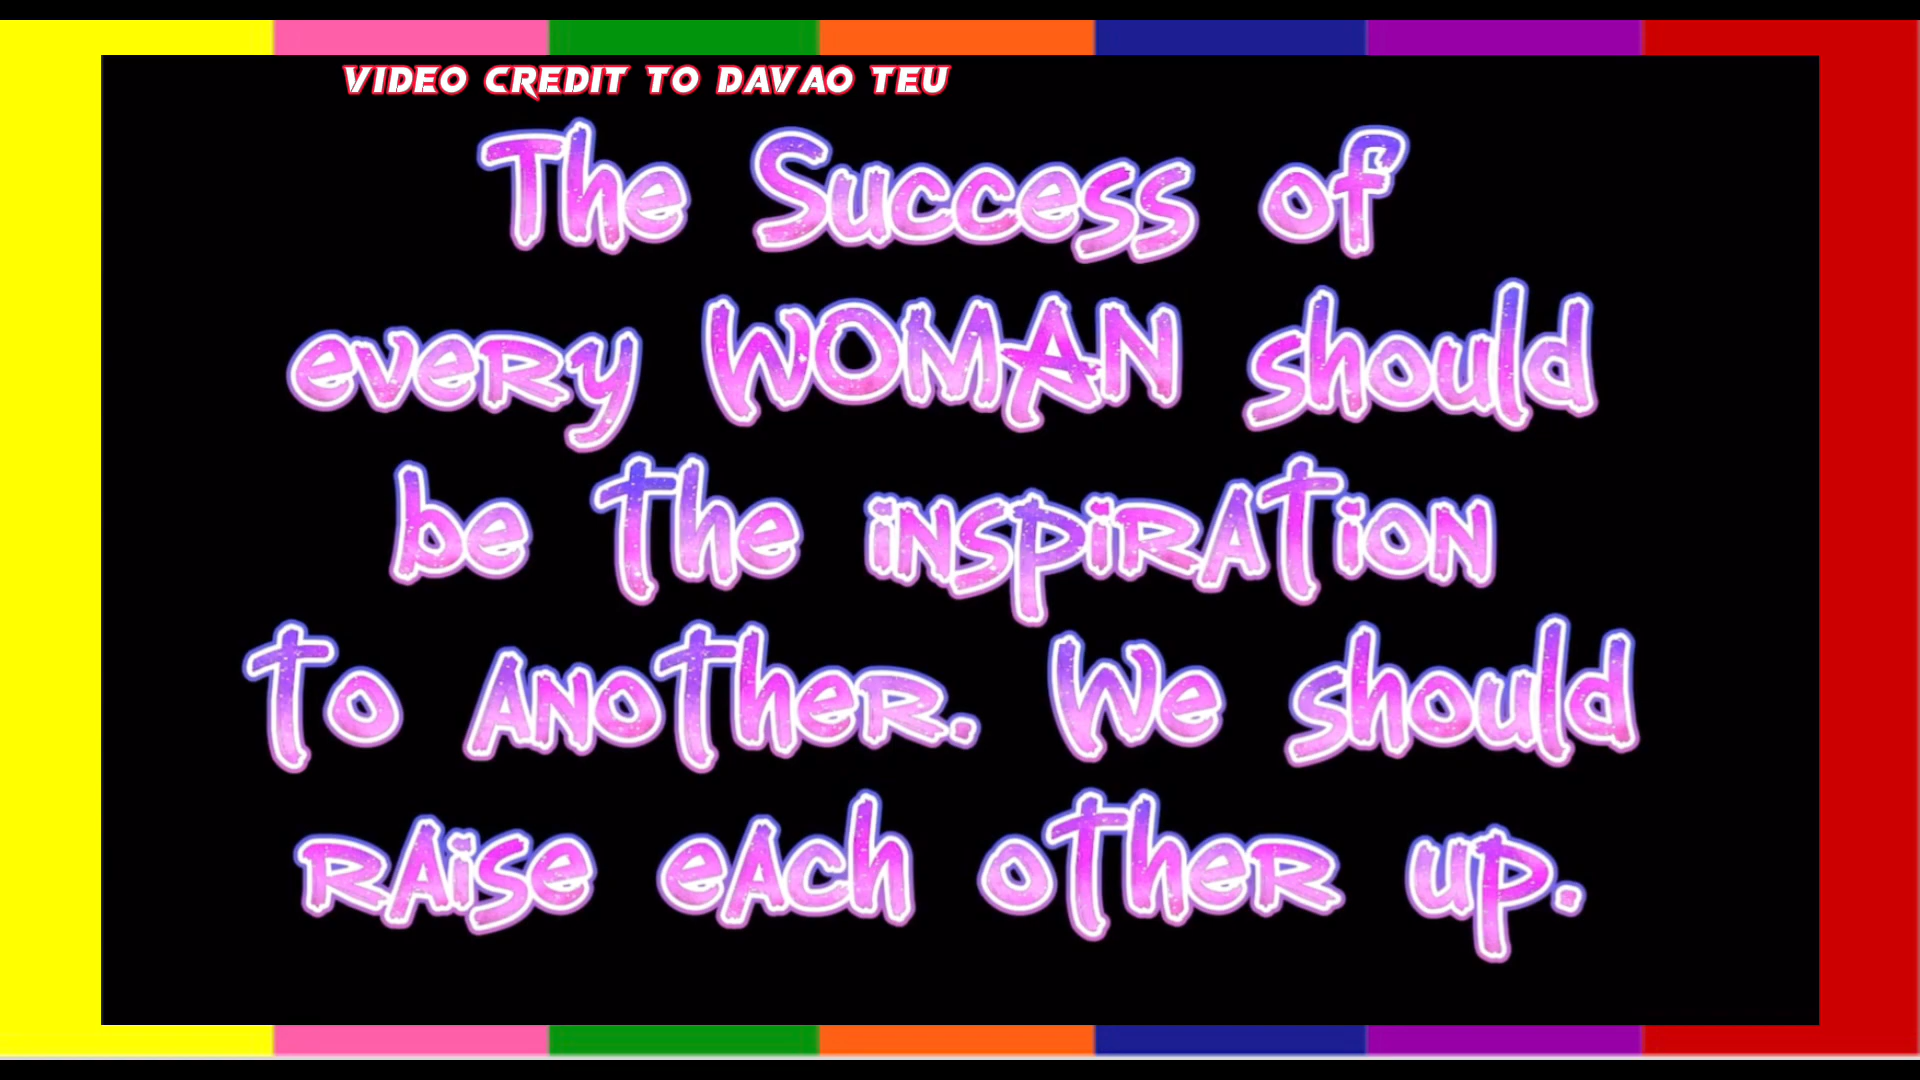 VIDEO CREDIT TO DAVAO TEU
The Success of
every WOMAN should
be the inspiration
to another. We should
raise each other up.